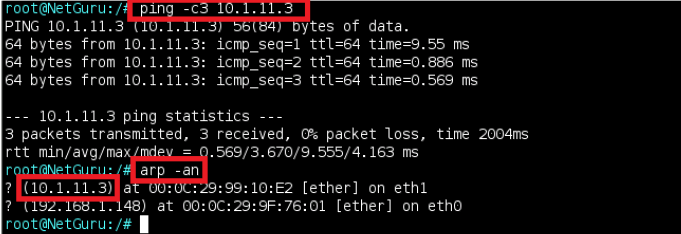 root@NetGuru:/# ping -c3 10.1.11.3
PING 10.1.11.3 (10.1.11.3) 56(84) bytes of data.
64 bytes from 10.1.11.3: icmp_seq=1 ttl=64 time=9.55 ms
64 bytes from 10.1.11.3: icmp_seq=2 ttl=64 time=0.886 ms
64 bytes from 10.1.11.3: icmp_seq=3 ttl=64 time=0.569 ms
--- 10.1.11.3 ping statistics ---
3 packets transmitted, 3 received, 0% packet loss, time 2004ms
rtt min/avg/max/mdev = 0.569/3.670/9.555/4.163 ms
root@NetGuru:/# arp -an
? (10.1.11.3) at 00:0C:29:99:10:E2 [ether] on eth1
? (192.168.1.148) at 00:0C:29:9F:76:01 [ether] on eth0
root@NetGuru:/#